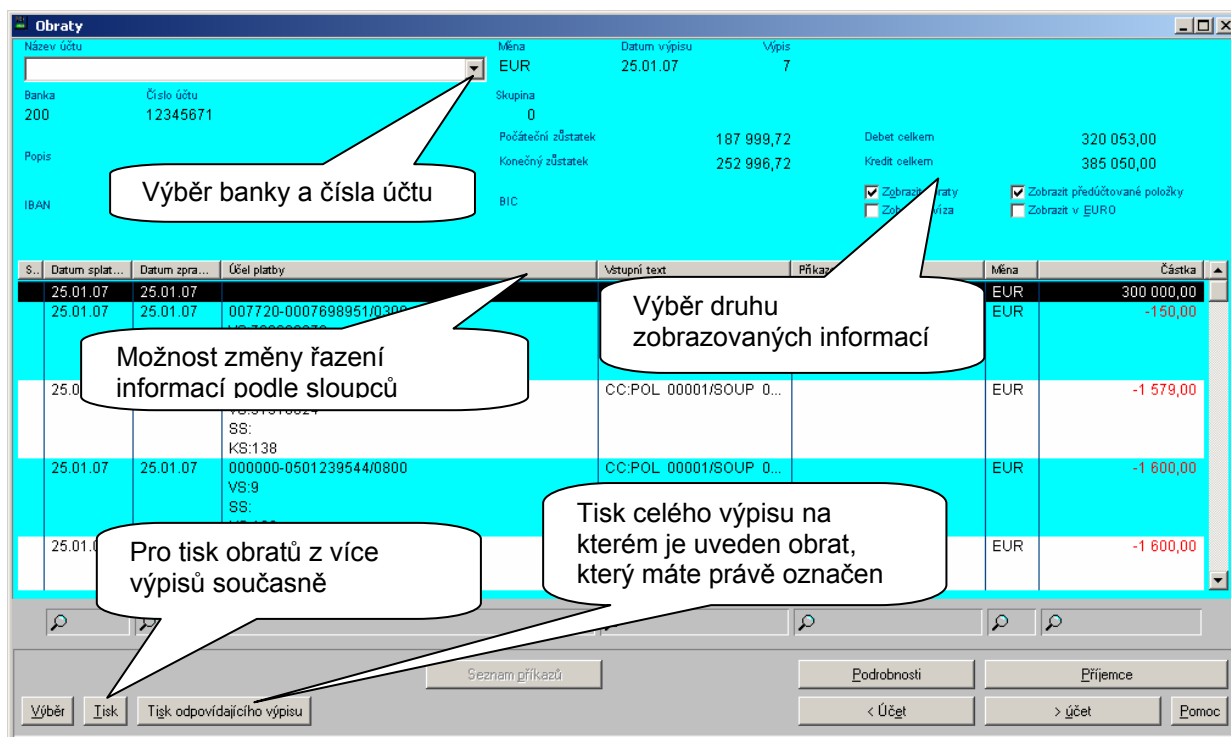 Obraty
Název účtu
Měna
Datum výpisu
Výpis
EUR
25.01.07
7
Banka
Číslo účtu
Skupina
200
12345671
0
Počáteční zůstatek
187 999,72
Debet celkem
320 053,00
Popis
Konečný zůstatek
252 996,72
Kredit celkem
385 050,00
Výběr banky a čísla účtu
IBAN
BIC
Zobrazit
Zobrazit předúčtované položky
Zobrazit v EURO
S..
Datum splat...
Datum zpra...
Účel platby
Vstupní text
Měna
Částka
25.01.07
25.01.07
EUR
300 000,00
25.01.07
25.01.07
007720-0007698951/0300
EUR
-150,00
Výběr druhu
zobrazovaných informací
Možnost změny řazení
informací podle sloupců
CC:POL 00001/SOUP 0...
EUR
-1 579,00
SS:
KS:138
25.01.07
25.01.07
000000-0501239544/0800
CC:POL 00001/SOUP 0...
EUR
-1 600,00
VS:9
SS:
Tisk celého výpisu na
kterém je uveden obrat,
který máte právě označen
EUR
-1 600,00
Pro tisk obratů z více
výpisů současně
Seznam příkazů
Podrobnosti
Příjemce
Výběr
Tisk
Tisk odpovídajícího výpisu
< Účet
> účet
Pomoc